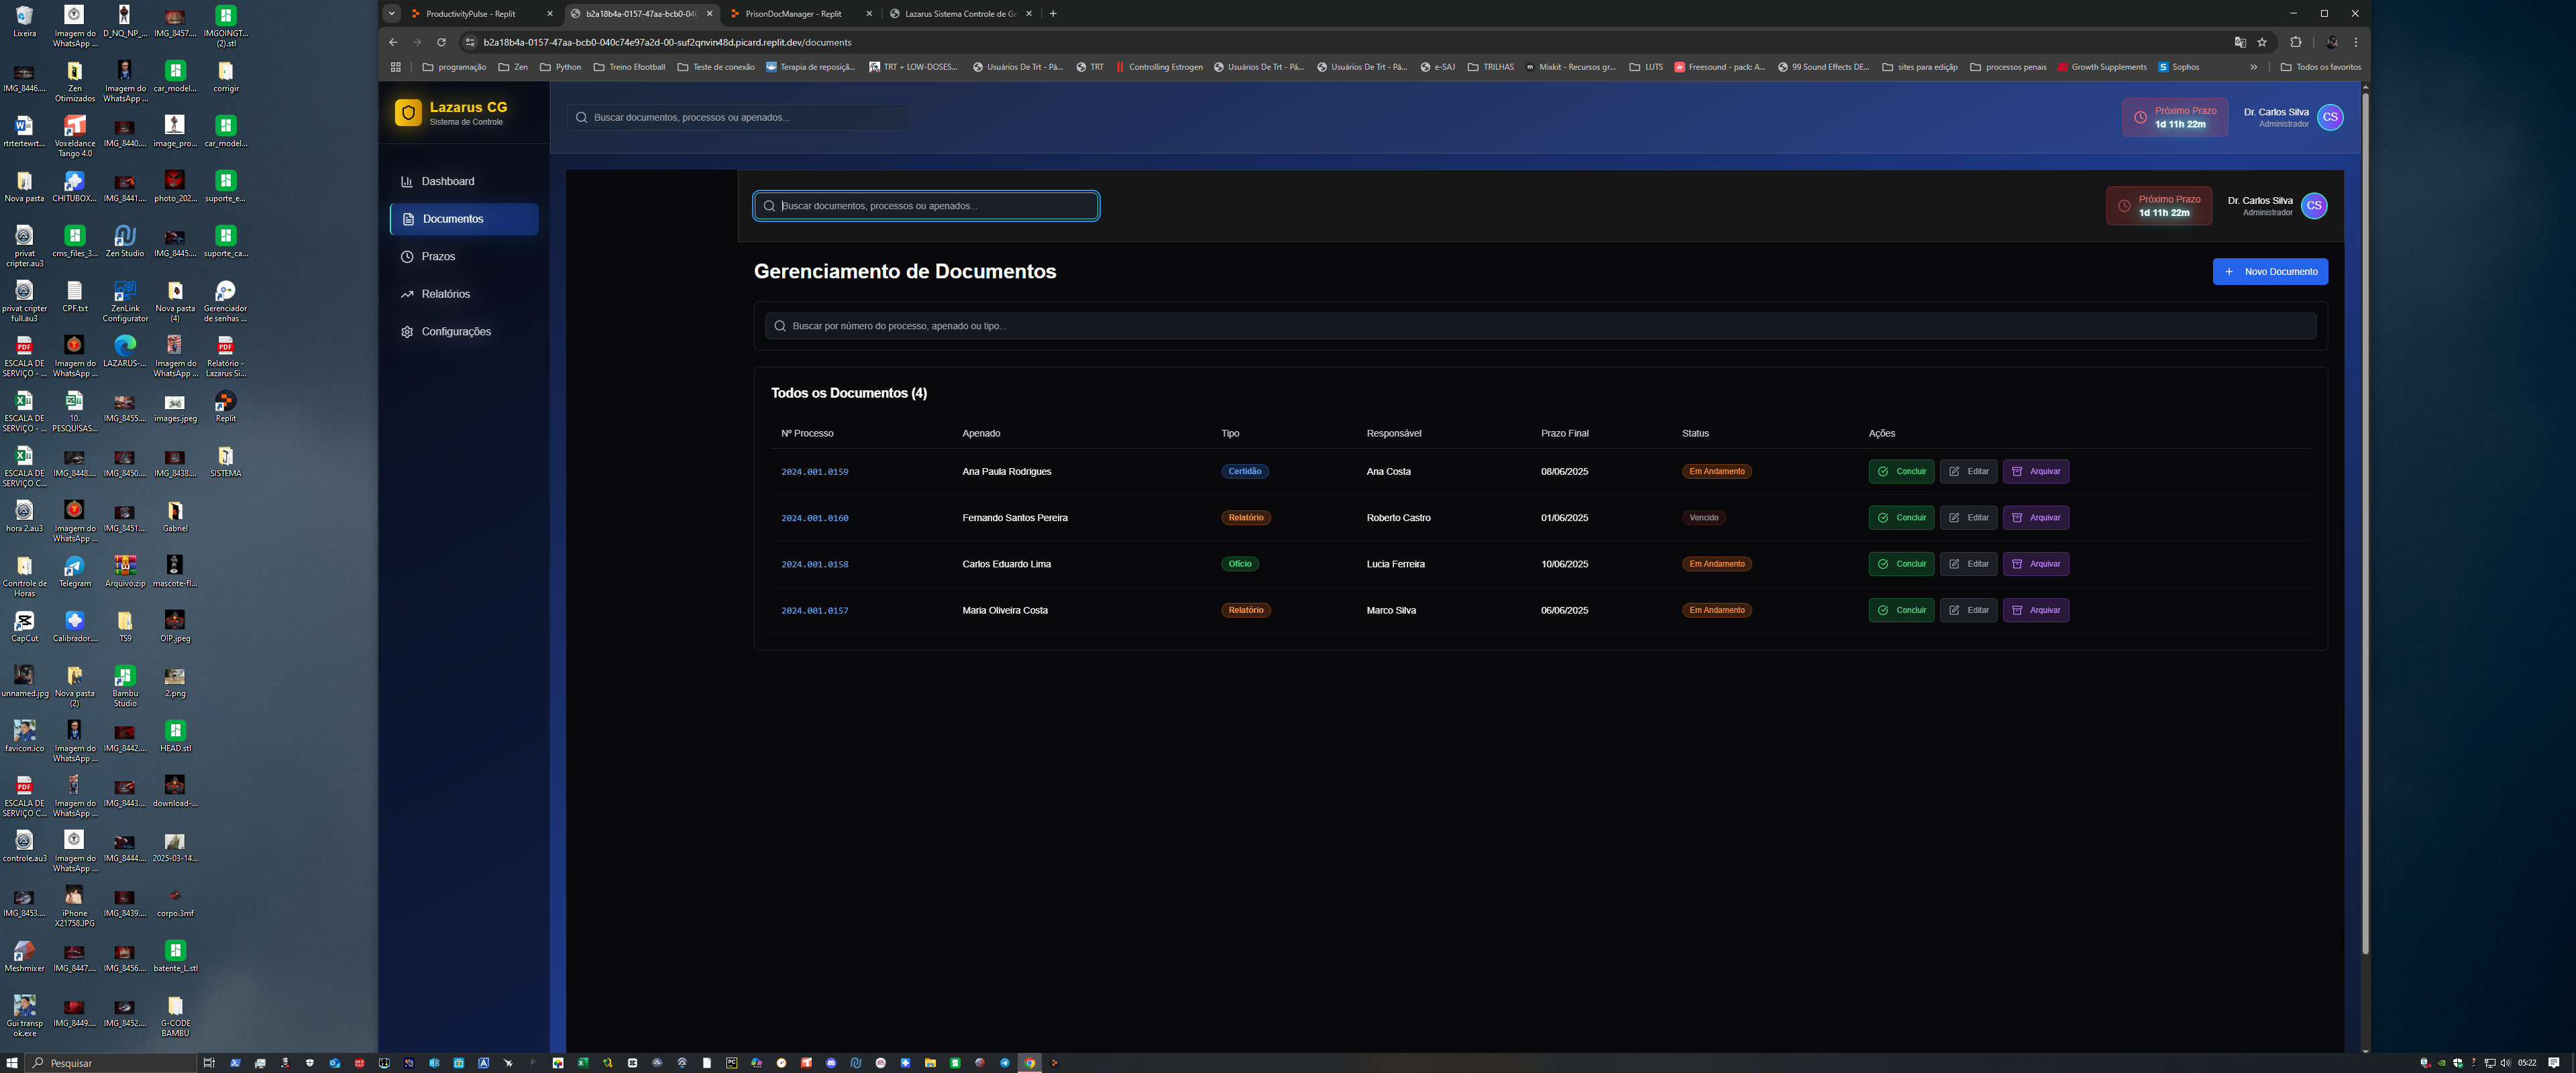 Lixeira
Imagem do WhatsApp ...
D_NQ_NP_...
IMG_8457....
IMGOINGT... (2).stl
IMG_8446....
Zen Otimizados
Imagem do WhatsApp ...
car_model...
corrigir
rtrtertewrt...
Voxeldance Tango 4.0
IMG_8440....
image_pro...
car_model...
Nova pasta
CHITUBOX...
IMG_8441....
photo_202...
suporte_e...
privat cripter.au3
cms_files_3...
Zen Studio
IMG_8445....
suporte_ca...
privat cripter full.au3
CPF.txt
ZenLink Configurator
Nova pasta (4)
Gerenciador de senhas ...
ESCALA DE SERVIÇO - ...
Imagem do WhatsApp ...
LAZARUS-...
Imagem do WhatsApp ...
Relatório - Lazarus Si...
ESCALA DE SERVIÇO - ...
10. PESQUISAS...
IMG_8455....
images.jpeg
Replit
ESCALA DE SERVIÇO C...
IMG_8448....
IMG_8450....
IMG_8438....
SISTEMA
hora 2.au3
Imagem do WhatsApp ...
IMG_8451....
Gabriel
Conrtrole de Horas
Telegram
Arquivo.zip
mascote-fl...
CapCut
Calibrador....
TS9
OIP.jpeg
unnamed.jpg
Nova pasta (2)
Bambu Studio
2.png
favicon.ico
Imagem do WhatsApp ...
IMG_8442....
HEAD.stl
ESCALA DE SERVIÇO C...
Imagem do WhatsApp ...
IMG_8443....
download-...
controle.au3
Imagem do WhatsApp ...
IMG_8444....
2025-03-14...
IMG_8453....
iPhone X21758.JPG
IMG_8439....
corpo.3mf
Meshmixer
IMG_8447....
IMG_8456....
batente_L.stl
Gui transp ok.exe
IMG_8449....
IMG_8452....
G-CODE BAMBU
ProductivityPulse - Replit
b2a18b4a-0157-47aa-bcb0-040
PrisonDocManager - Replit
Lazarus Sistema Controle de Ge
b2a18b4a-0157-47aa-bcb0-040c74e97a2d-00-suf2qnvin48d.picard.replit.dev/documents
programação
Zen
Python
Treino Efootball
Teste de conexão
Terapia de reposiçã...
TRT + LOW-DOSES...
Usuários De Trt - Pá...
TRT
Controlling Estrogen
Usuários De Trt - Pá...
Usuários De Trt - Pá...
e-SAJ
TRILHAS
Mixkit - Recursos gr...
LUTS
Freesound - pack: A...
99 Sound Effects DE...
sites para edição
processos penais
Growth Supplements
Sophos
Todos os favoritos
Lazarus CG
Sistema de Controle
Dashboard
Documentos
Prazos
Relatórios
Configurações
Buscar documentos, processos ou apenados...
Próximo Prazo
1d 11h 22m
Dr. Carlos Silva
Administrador
CS
Buscar documentos, processos ou apenados...
Próximo Prazo
1d 11h 22m
Dr. Carlos Silva
Administrador
CS
Gerenciamento de Documentos
+ Novo Documento
Buscar por número do processo, apenado ou tipo...
Todos os Documentos (4)
Nº Processo Apenado Tipo Responsável Prazo Final Status Ações
2024.001.0159 Ana Paula Rodrigues Certidão Ana Costa 08/06/2025 Em Andamento Concluir Editar Arquivar
2024.001.0160 Fernando Santos Pereira Relatório Roberto Castro 01/06/2025 Vencido Concluir Editar Arquivar
2024.001.0158 Carlos Eduardo Lima Ofício Lucia Ferreira 10/06/2025 Em Andamento Concluir Editar Arquivar
2024.001.0157 Maria Oliveira Costa Relatório Marco Silva 06/06/2025 Em Andamento Concluir Editar Arquivar
Pesquisar
05:22